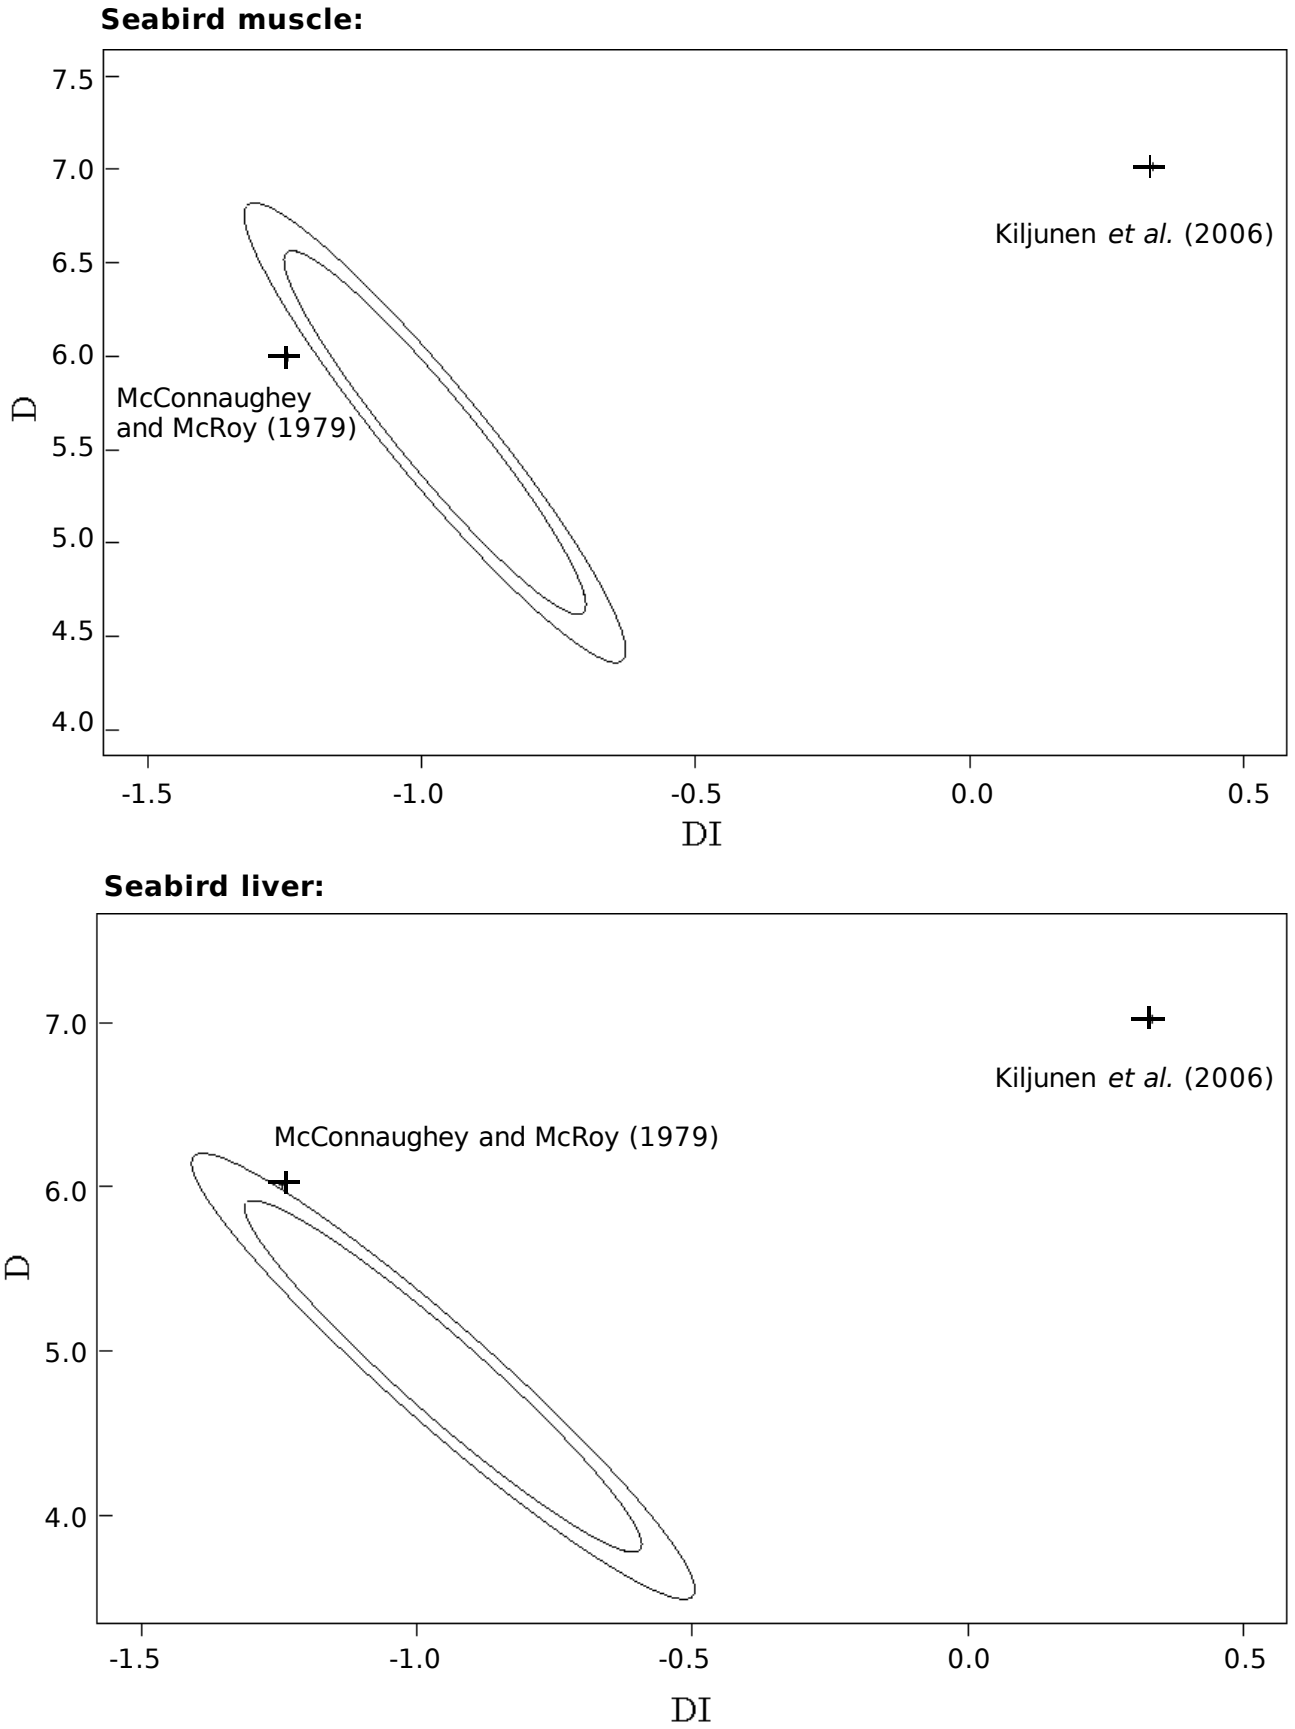 Seabird muscle:
7.5
7.0
Kiljunen et al. (2006)
6.5
6.0
McConnaughey
and McRoy (1979)
D
5.5
5.0
4.5
4.0
-1.5 -1.0 -0.5 0.0 0.5
DI
Seabird liver:
7.0
Kiljunen et al. (2006)
McConnaughey and McRoy (1979)
6.0
D
5.0
4.0
-1.5 -1.0 -0.5 0.0 0.5
DI